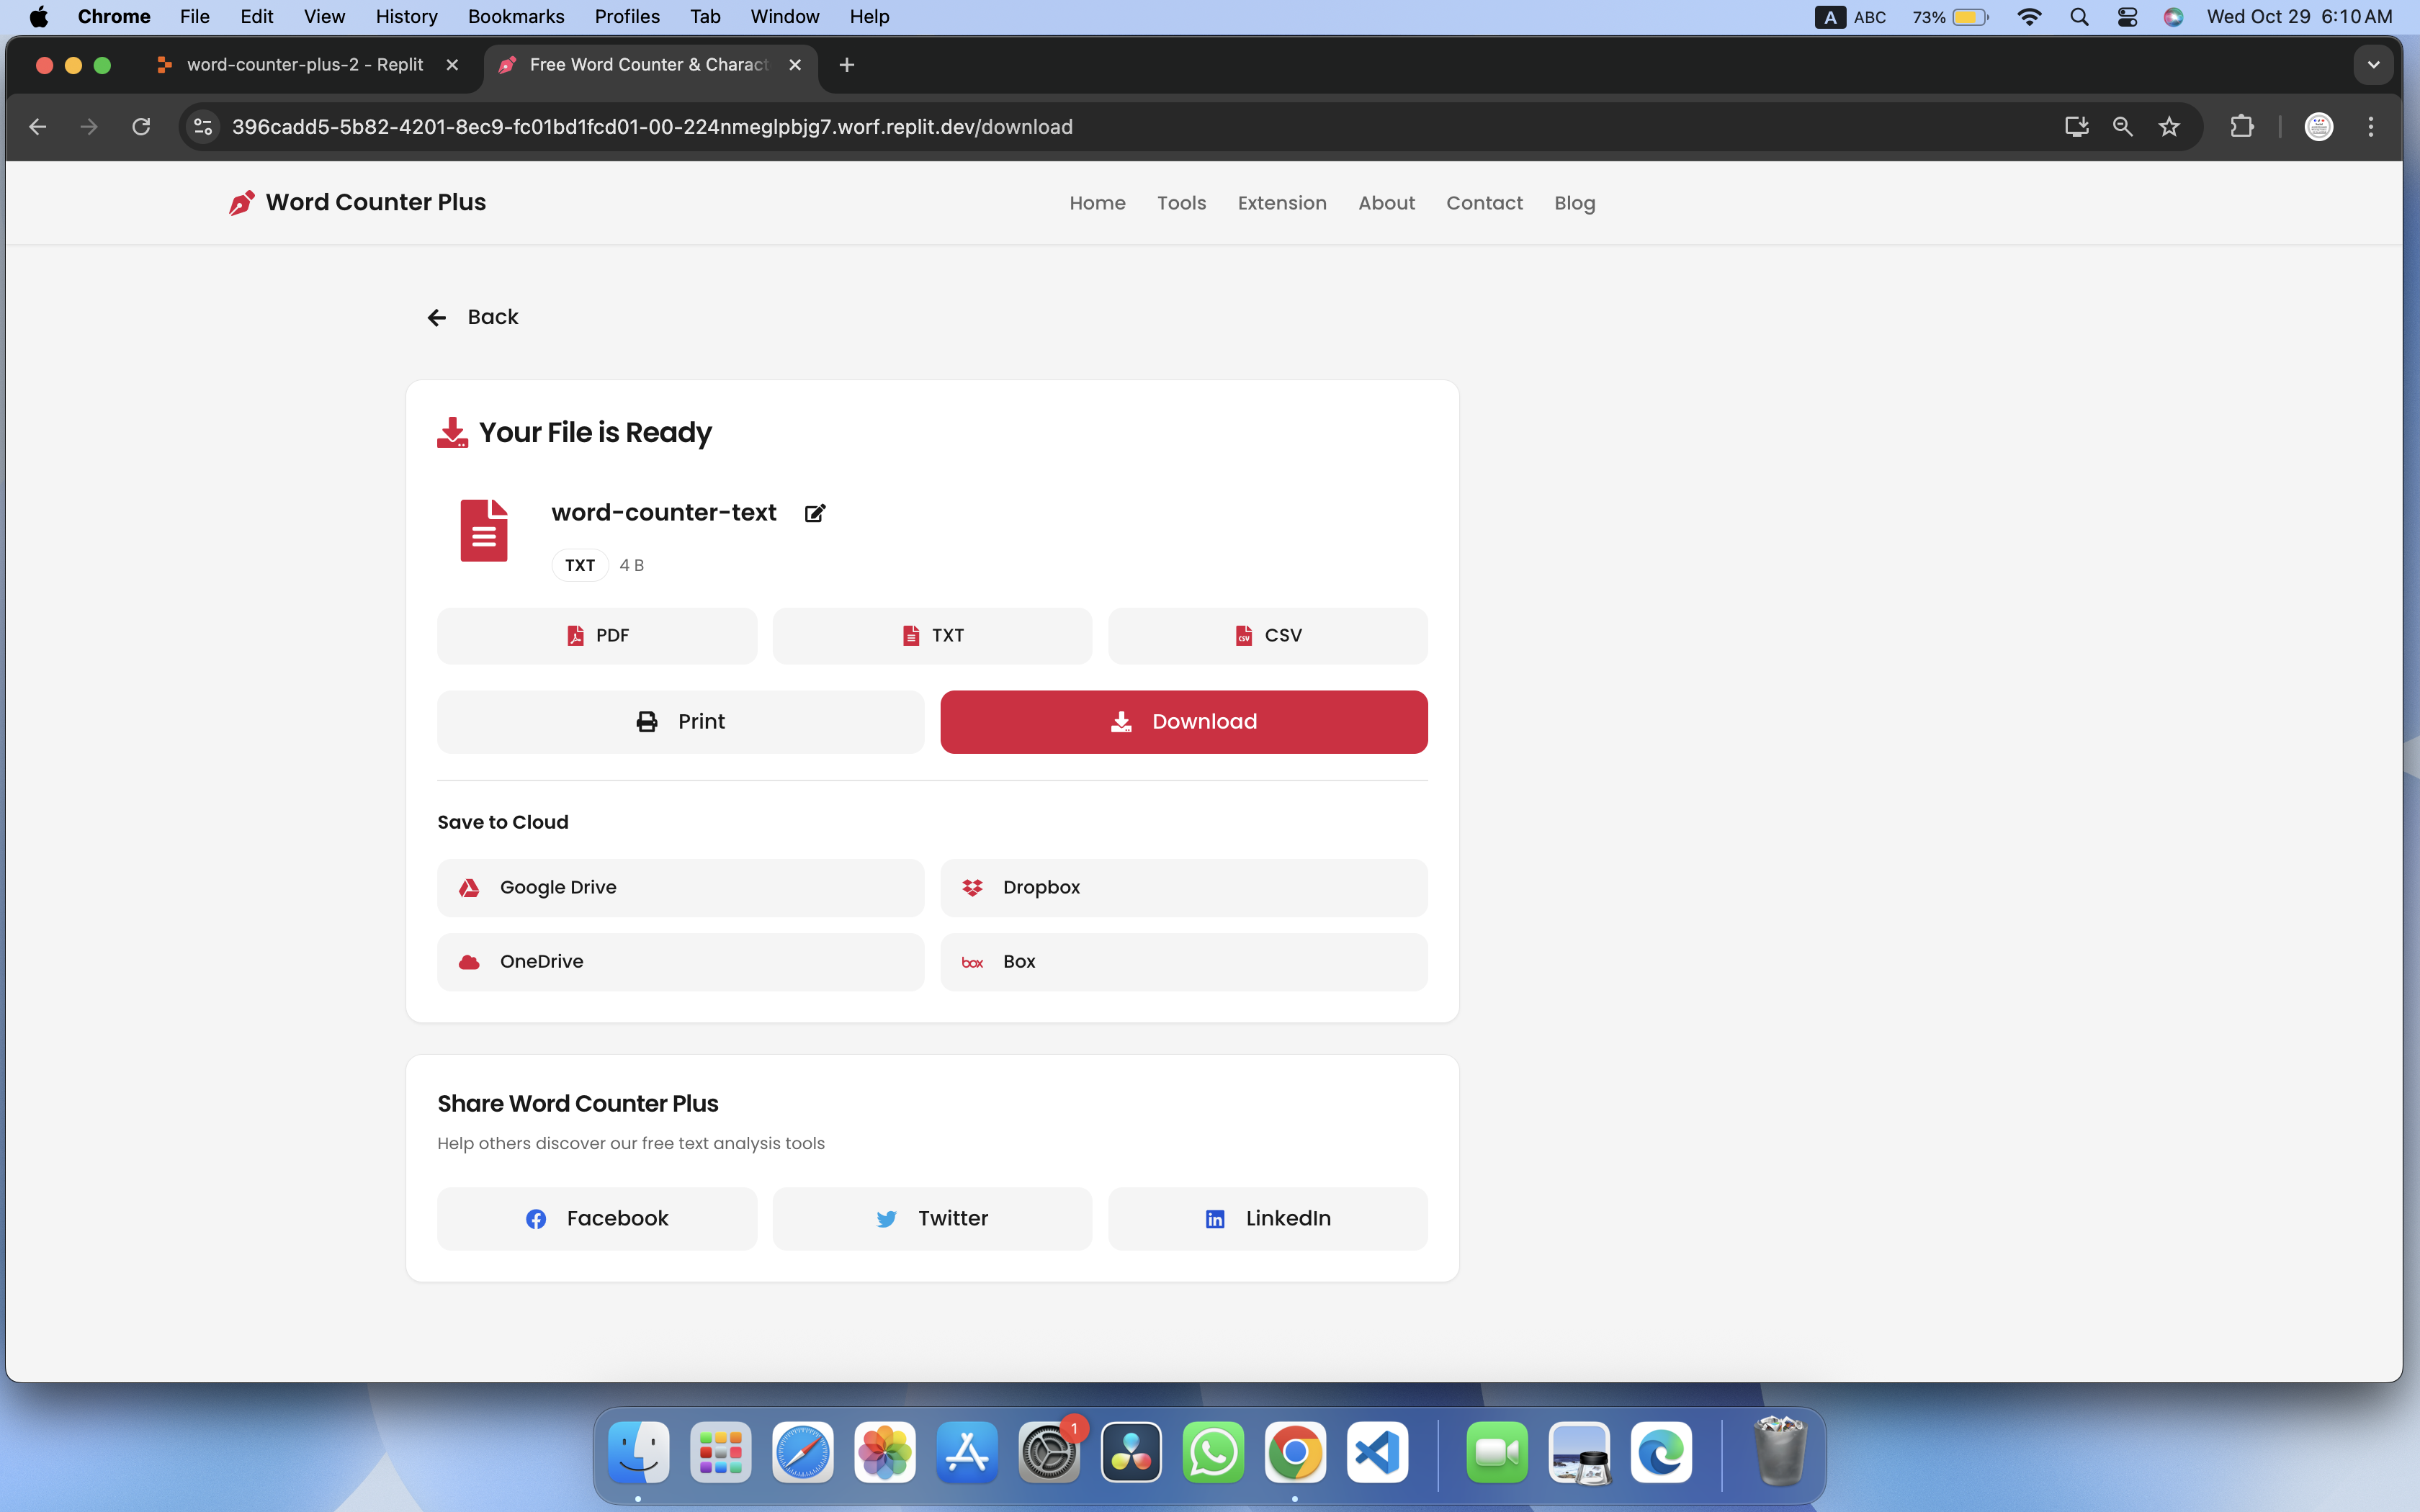 Chrome File Edit View History Bookmarks Profiles Tab Window Help A ABC 73% Wed Oct 29 6:10 AM
word-counter-plus-2 - Replit Free Word Counter & Charact
396cadd5-5b82-4201-8ec9-fc01bd1fcd01-00-224nmeglpbjg7.worf.replit.dev/download
Word Counter Plus Home Tools Extension About Contact Blog
Back
Your File is Ready
word-counter-text
TXT 4 B
PDF TXT CSV CSV
Print Download
Save to Cloud
Google Drive Dropbox
OneDrive box Box
Share Word Counter Plus
Help others discover our free text analysis tools
Facebook Twitter in LinkedIn
1